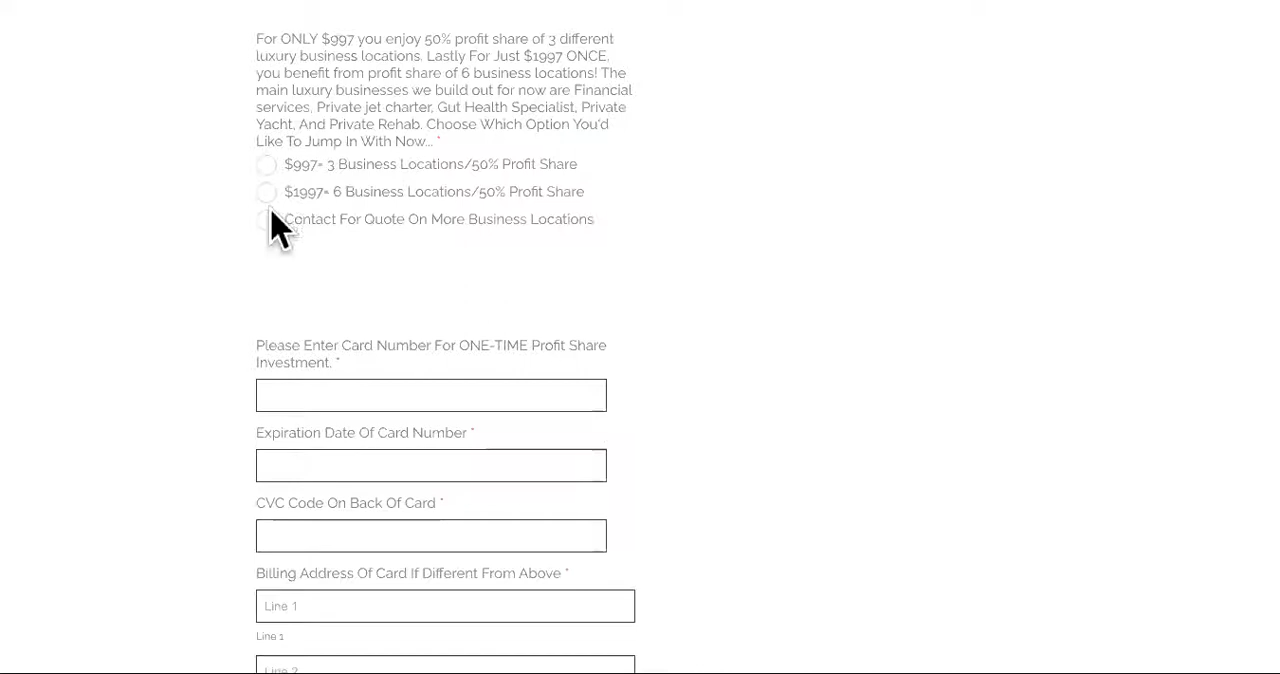 For ONLY $997 you enjoy 50% profit share of 3 different
luxury business locations. Lastly For Just $1997 ONCE,
you benefit from profit share of 6 business locations! The
main luxury businesses we build out for now are Financial
services, Private jet charter, Gut Health Specialist, Private
Yacht, And Private Rehab. Choose Which Option You'd
Like To Jump In With Now... *
$997= 3 Business Locations/50% Profit Share
$1997= 6 Business Locations/50% Profit Share
Contact For Quote On More Business Locations
Please Enter Card Number For ONE-TIME Profit Share
Investment. *
Expiration Date Of Card Number *
CVC Code On Back Of Card *
Billing Address Of Card If Different From Above *
Line 1
Line 1
Line 2